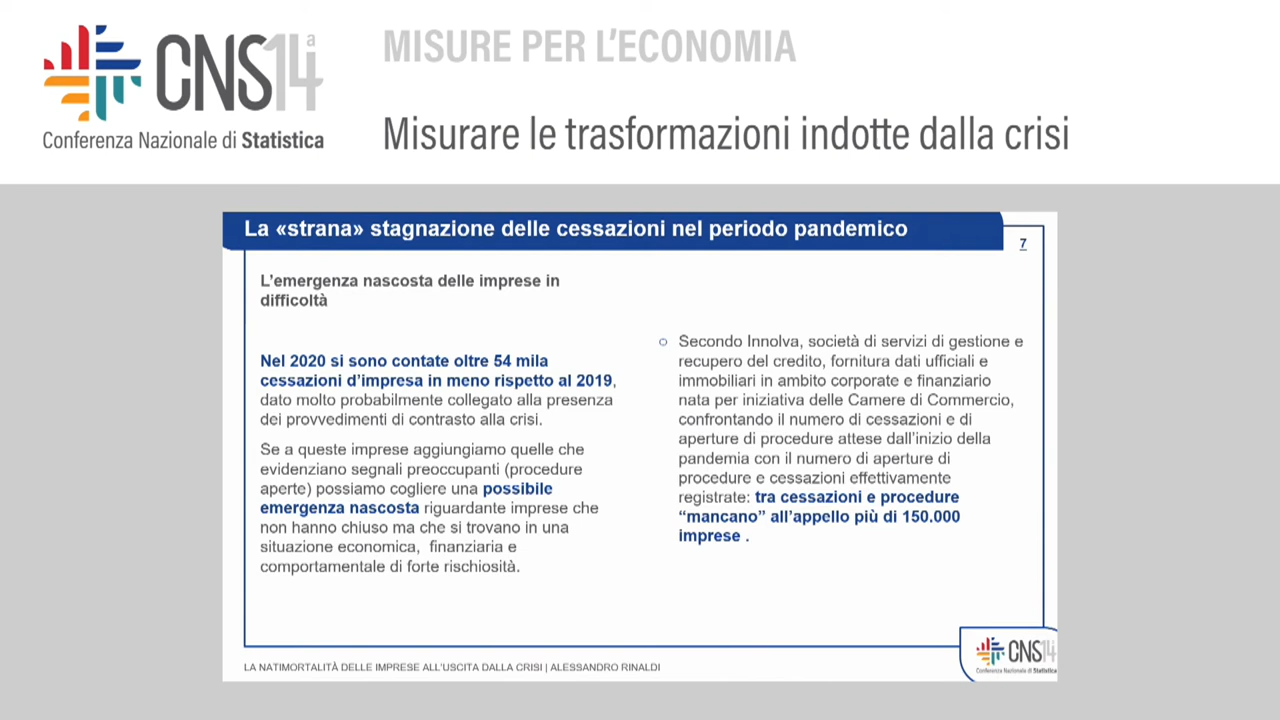 CNS14a
Conferenza Nazionale di Statistica
MISURE PER L'ECONOMIA
Misurare le trasformazioni indotte dalla crisi
La «strana» stagnazione delle cessazioni nel periodo pandemico
7
L'emergenza nascosta delle imprese in
difficoltà
Nel 2020 si sono contate oltre 54 mila
cessazioni d'impresa in meno rispetto al 2019,
dato molto probabilmente collegato alla presenza
dei provvedimenti di contrasto alla crisi.
Se a queste imprese aggiungiamo quelle che
evidenziano segnali preoccupanti (procedure
aperte) possiamo cogliere una possibile
emergenza nascosta riguardante imprese che
non hanno chiuso ma che si trovano in una
situazione economica, finanziaria e
comportamentale di forte rischiosità.
Secondo Innolva, società di servizi di gestione e
recupero del credito, fornitura dati ufficiali e
immobiliari in ambito corporate e finanziario
nata per iniziativa delle Camere di Commercio,
confrontando il numero di cessazioni e di
aperture di procedure attese dall'inizio della
pandemia con il numero di aperture di
procedure e cessazioni effettivamente
registrate: tra cessazioni e procedure
“mancano” all'appello più di 150.000
imprese .
LA NATIMORTALITÀ DELLE IMPRESE ALL'USCITA DALLA CRISI | ALESSANDRO RINALDI
CNS14
Conferenza Nazionale di Statistica